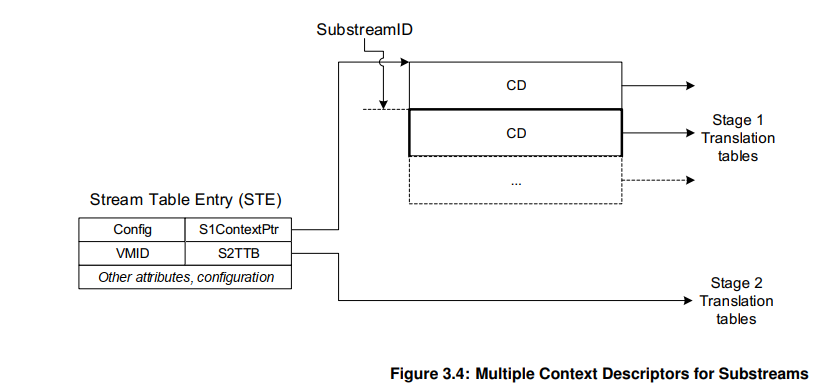 SubstreamID
CD
CD
Stage 1
Translation
tables
...
Stream Table Entry (STE)
Config S1ContextPtr
VMID S2TTB
Other attributes, configuration
Stage 2
Translation
tables
Figure 3.4: Multiple Context Descriptors for Substreams